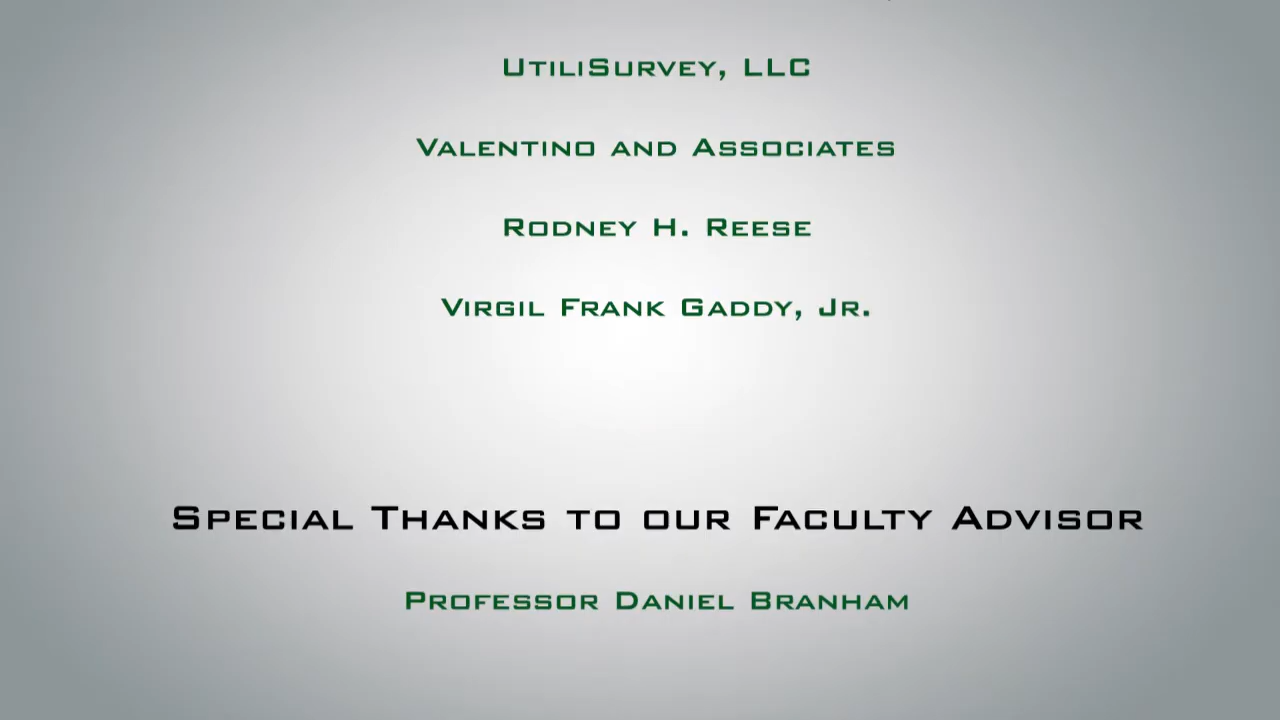 UtiliSurvey, LLC
Valentino and Associates
Rodney H. Reese
Virgil Frank Gaddy, Jr.
Special Thanks to our Faculty Advisor
Professor Daniel Branham